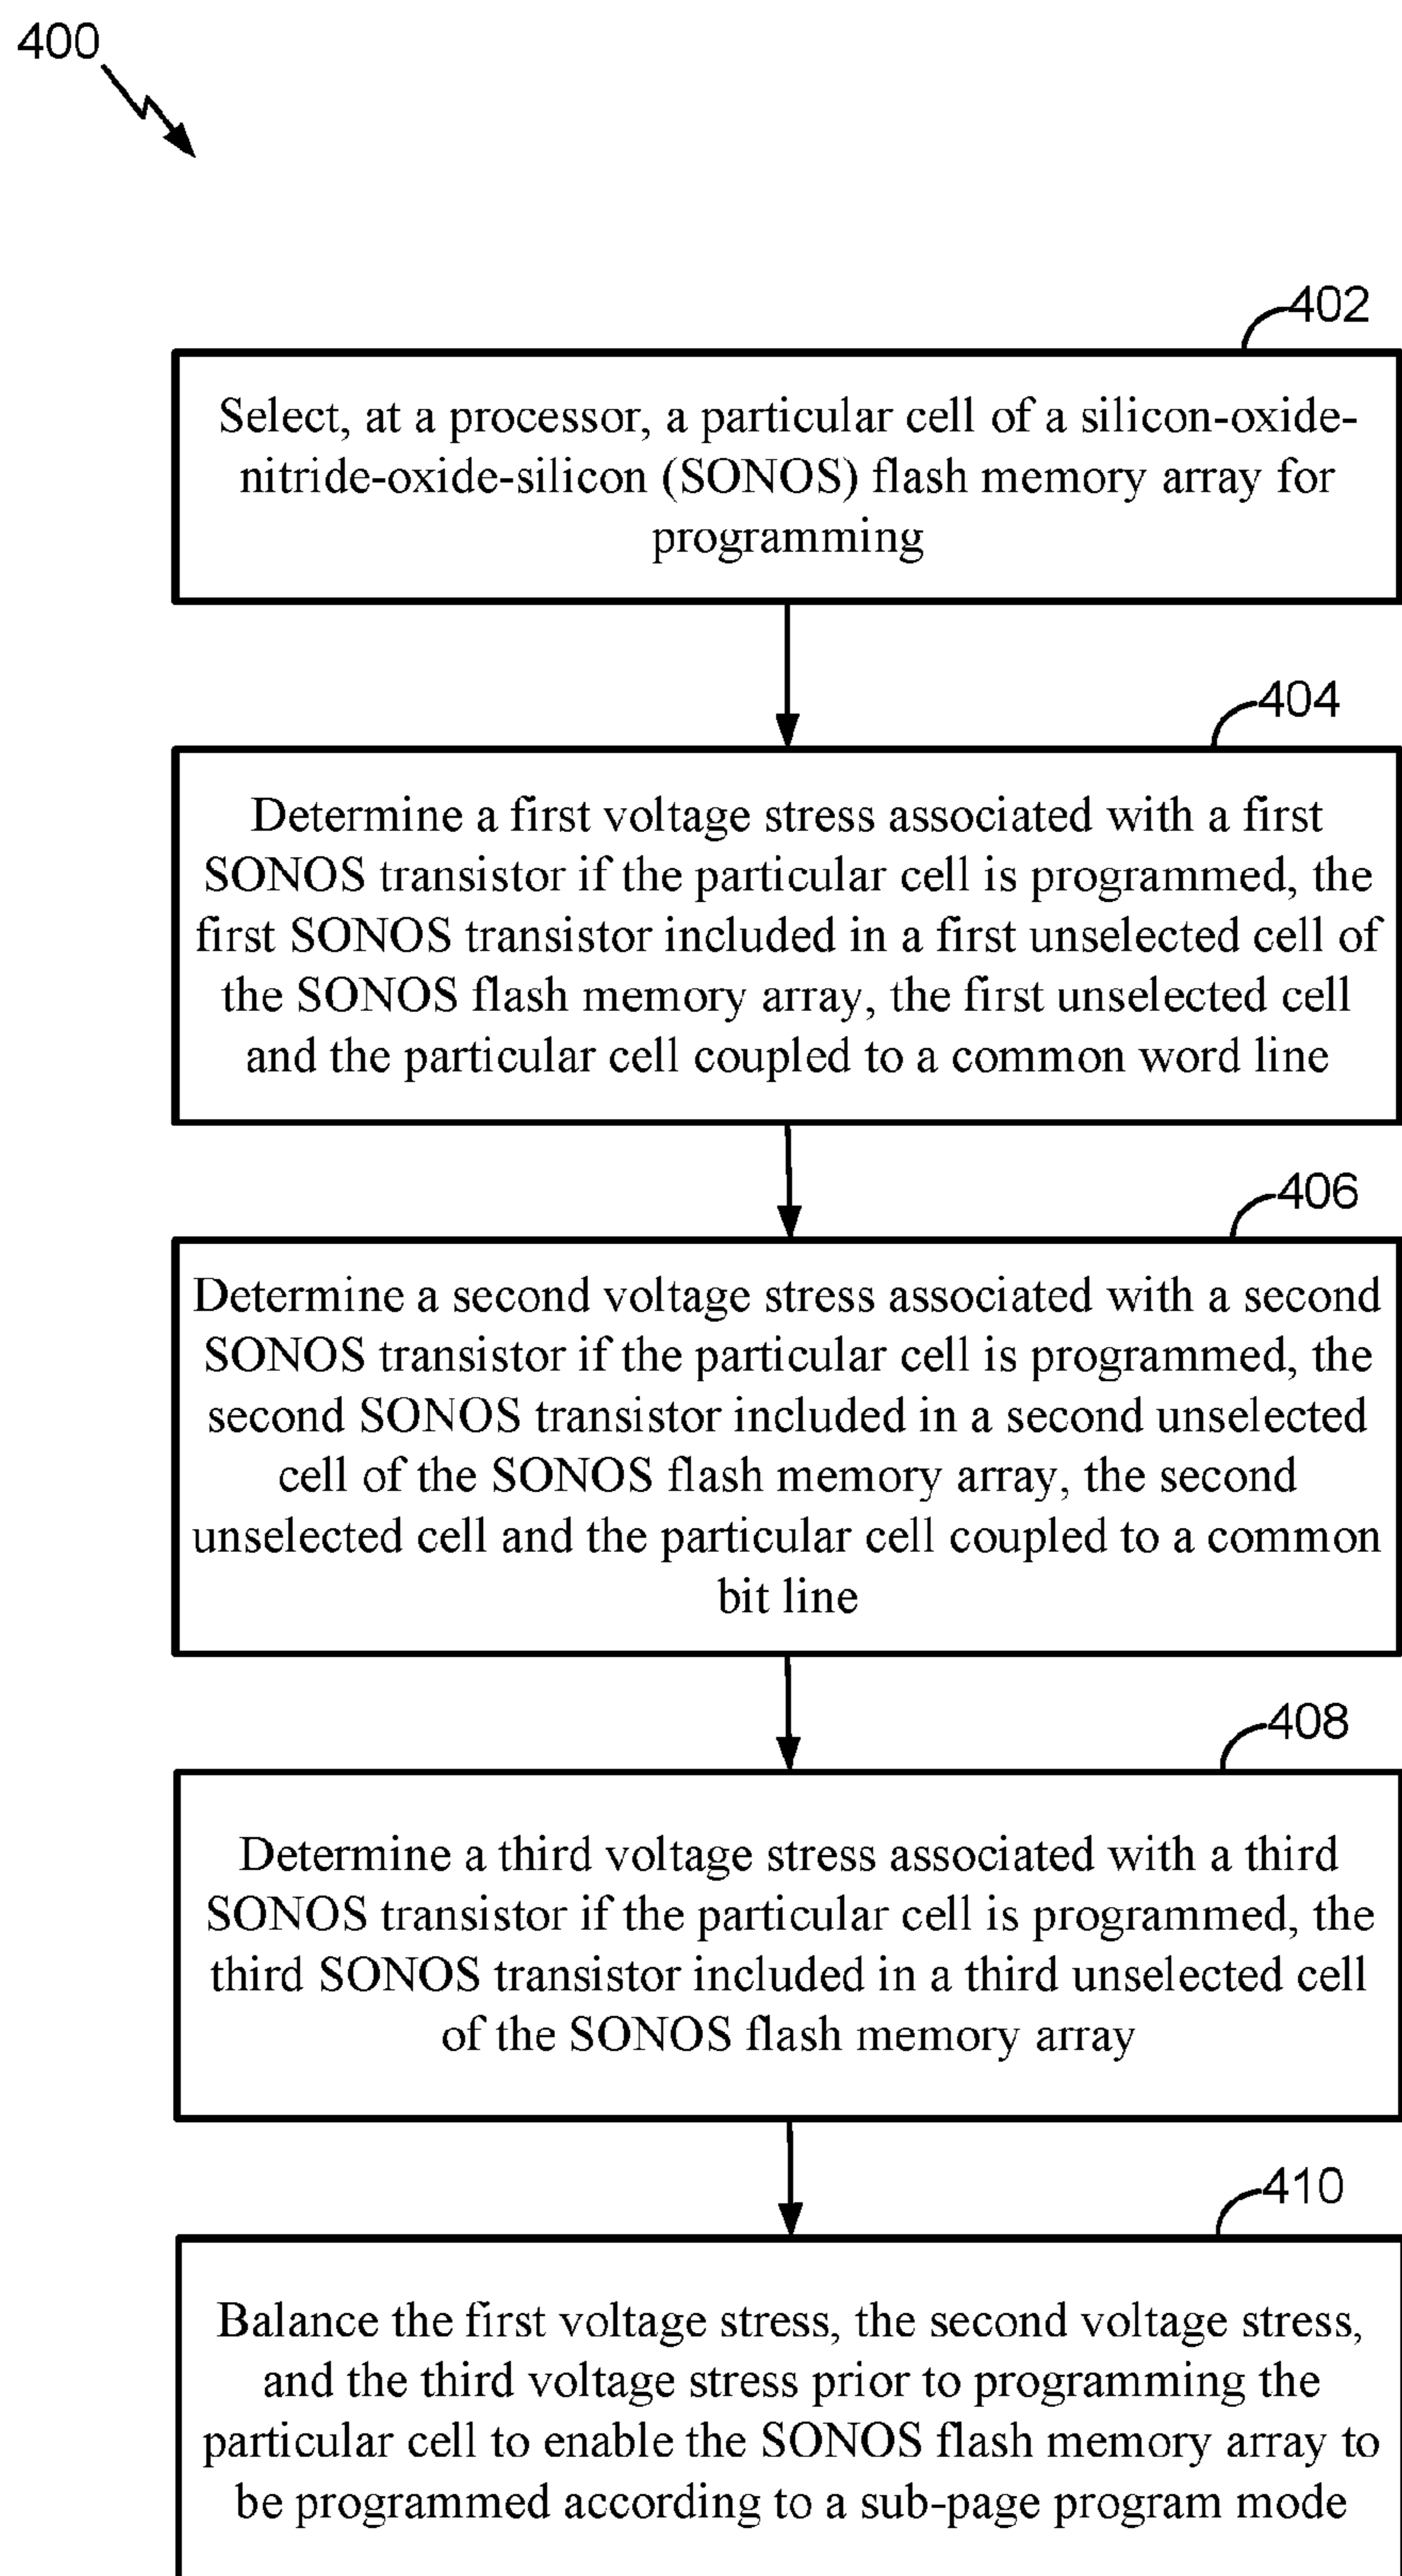 400
402
Select, at a processor, a particular cell of a silicon-oxide-
nitride-oxide-silicon (SONOS) flash memory array for
programming
404
Determine a first voltage stress associated with a first
SONOS transistor if the particular cell is programmed, the
first SONOS transistor included in a first unselected cell of
the SONOS flash memory array, the first unselected cell
and the particular cell coupled to a common word line
406
Determine a second voltage stress associated with a second
SONOS transistor if the particular cell is programmed, the
second SONOS transistor included in a second unselected
cell of the SONOS flash memory array, the second
unselected cell and the particular cell coupled to a common
bit line
408
Determine a third voltage stress associated with a third
SONOS transistor if the particular cell is programmed, the
third SONOS transistor included in a third unselected cell
of the SONOS flash memory array
410
Balance the first voltage stress, the second voltage stress,
and the third voltage stress prior to programming the
particular cell to enable the SONOS flash memory array to
be programmed according to a sub-page program mode